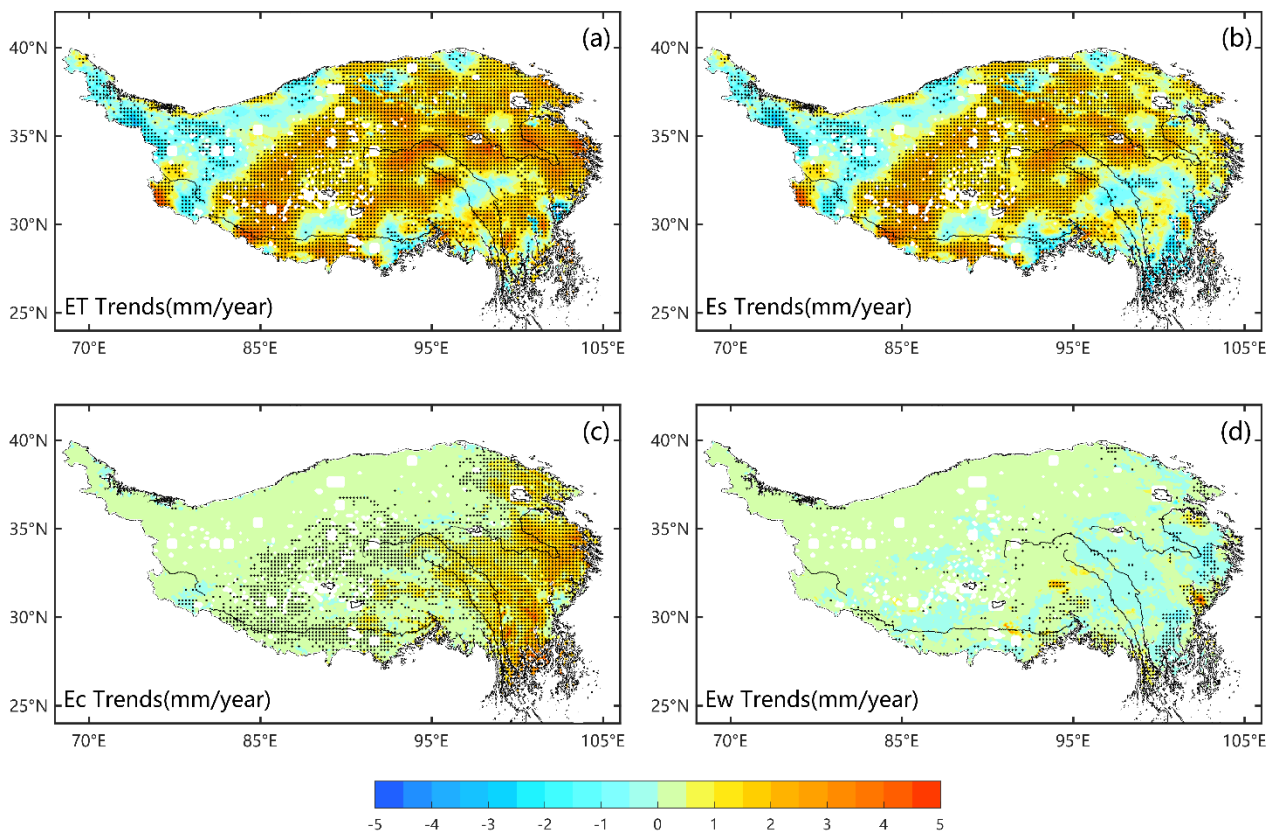 (a)
40°N
35°N
30°N
25°N
ET Trends(mm/year)
70°E 85°E 95°E 105°E
(b)
40°N
35°N
30°N
25°N
Es Trends(mm/year)
70°E 85°E 95°E 105°E
(c)
40°N
35°N
30°N
25°N
Ec Trends(mm/year)
70°E 85°E 95°E 105°E
(d)
40°N
35°N
30°N
25°N
Ew Trends(mm/year)
70°E 85°E 95°E 105°E
-5 -4 -3 -2 -1 0 1 2 3 4 5